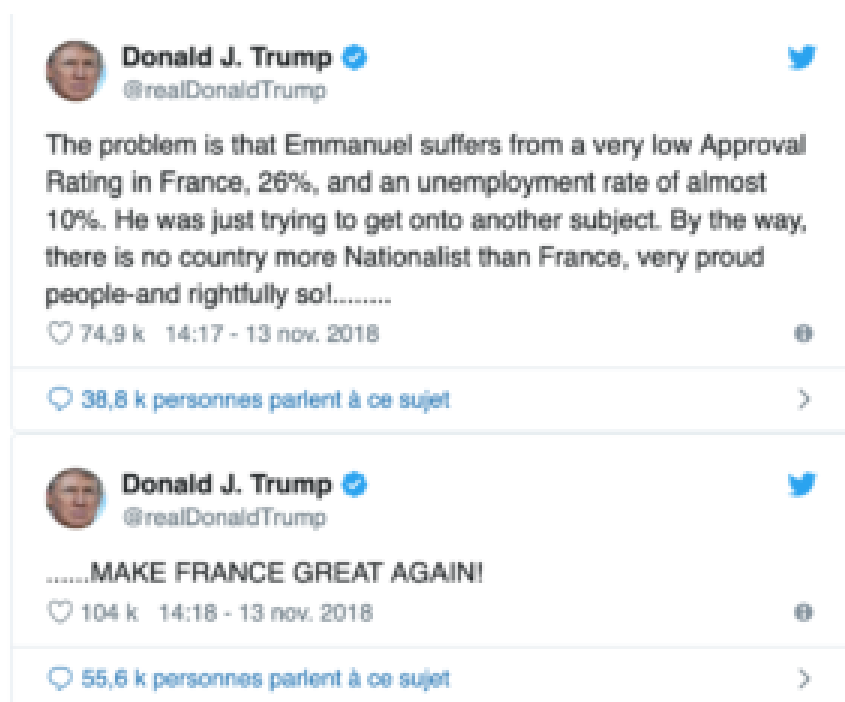 Donald J. Trump
@realDonaldTrump
The problem is that Emmanuel suffers from a very low Approval
Rating in France, 26%, and an unemployment rate of almost
10%. He was just trying to get onto another subject. By the way,
there is no country more Nationalist than France, very proud
people-and rightfully so!........
74,9 k 14:17 - 13 nov. 2018
38,8 k personnes parlent à ce sujet
Donald J. Trump
@realDonaldTrump
......MAKE FRANCE GREAT AGAIN!
104 k 14:18 - 13 nov. 2018
55,6 k personnes parlent à ce sujet